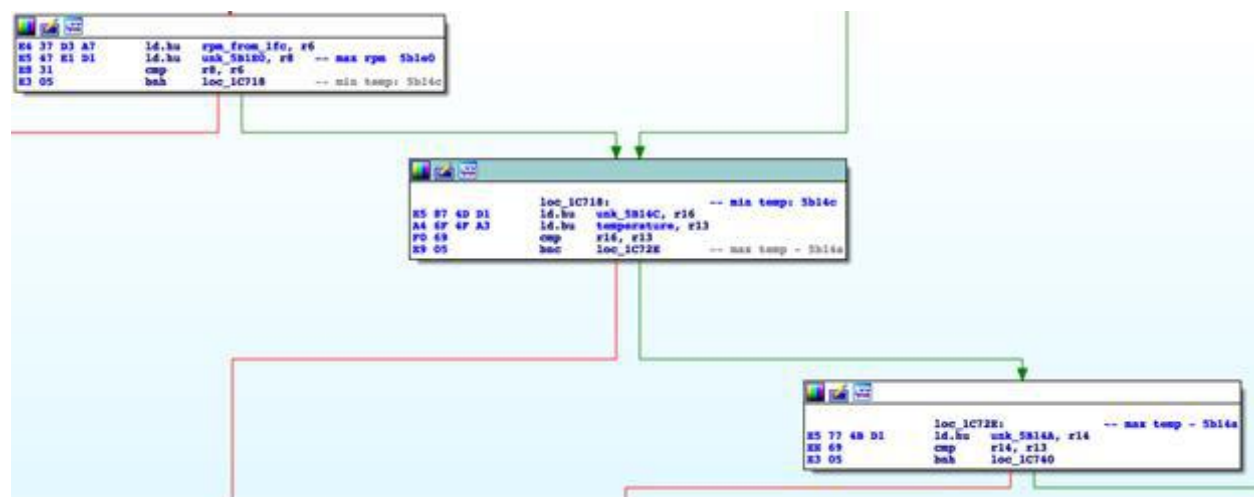 E4 37 D3 A7 ld.hu rpm_from_1fc, r6
E5 47 E1 D1 ld.hu unk_5B1E0, r8 -- max rpm 5b1e0
E8 31 cmp r8, r6
E3 05 bnh loc_1C718 -- min temp: 5b14c
loc_1C718: -- min temp: 5b14c
E5 87 4D D1 ld.hu unk_5B14C, r16
A4 6F 4F A3 ld.bu temperature, r13
F0 69 cmp r16, r13
E9 05 bnc loc_1C72E -- max temp - 5b14a
loc_1C72E: -- max temp - 5b14a
E5 77 4B D1 ld.hu unk_5B14A, r14
EE 69 cmp r14, r13
E3 05 bnh loc_1C740